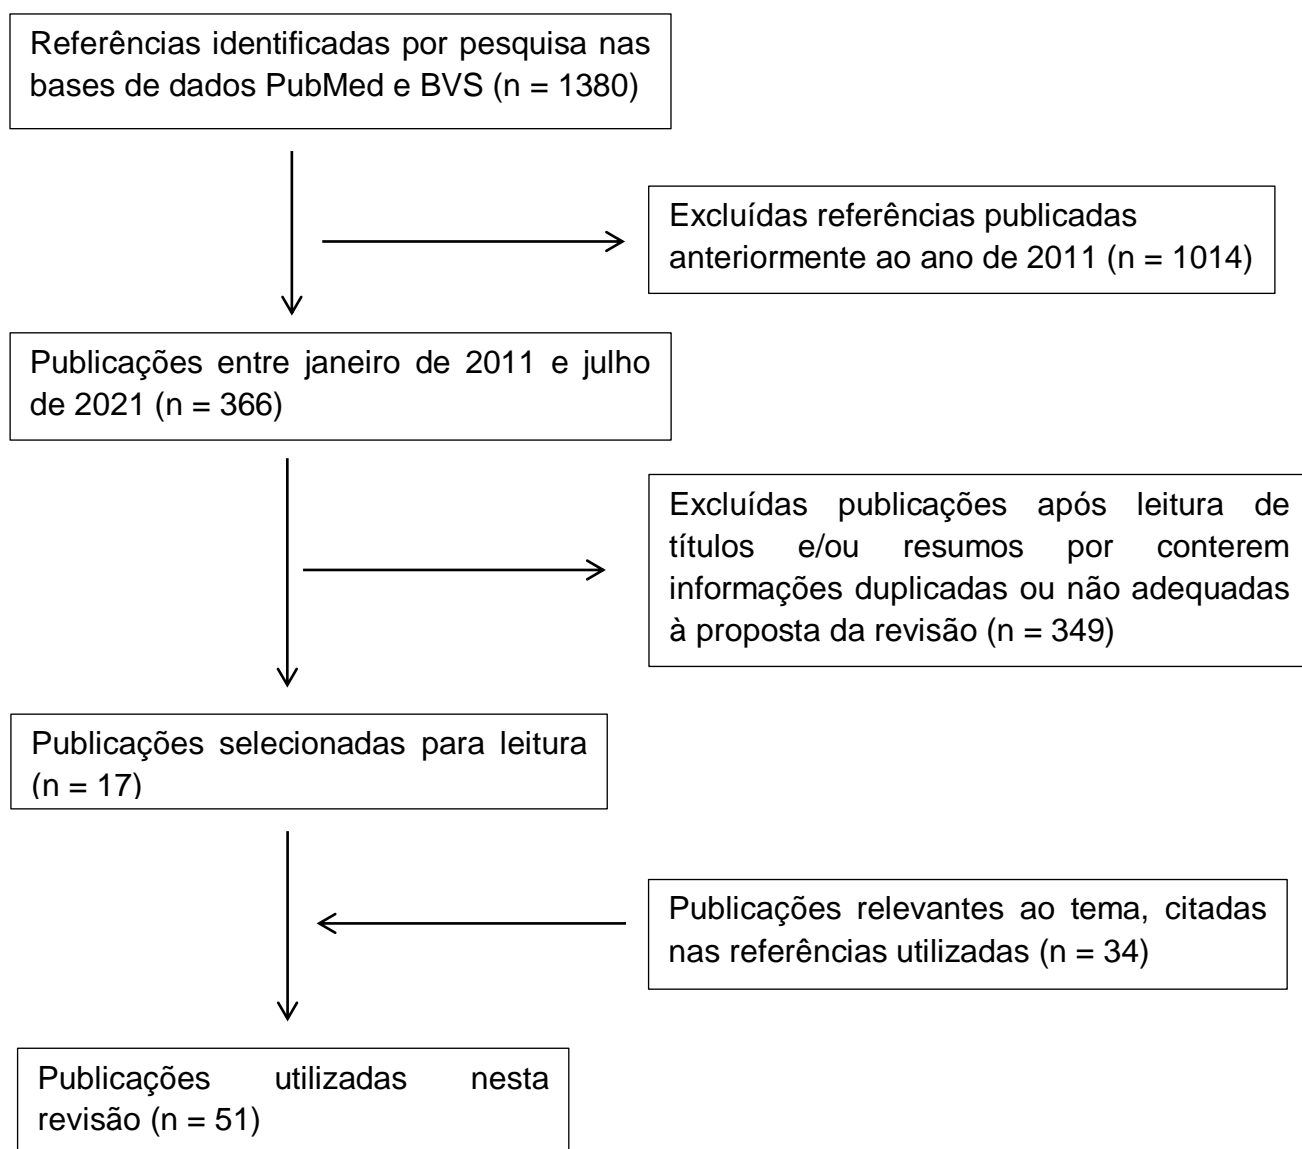 Referências identificadas por pesquisa nas
bases de dados PubMed e BVS (n = 1380)
Excluídas referências publicadas
anteriormente ao ano de 2011 (n = 1014)
Publicações entre janeiro de 2011 e julho
de 2021 (n = 366)
Excluídas publicações após leitura de
títulos e/ou resumos por conterem
informações duplicadas ou não adequadas
à proposta da revisão (n = 349)
Publicações selecionadas para leitura
(n = 17)
Publicações relevantes ao tema, citadas
nas referências utilizadas (n = 34)
Publicações utilizadas nesta
revisão (n = 51)